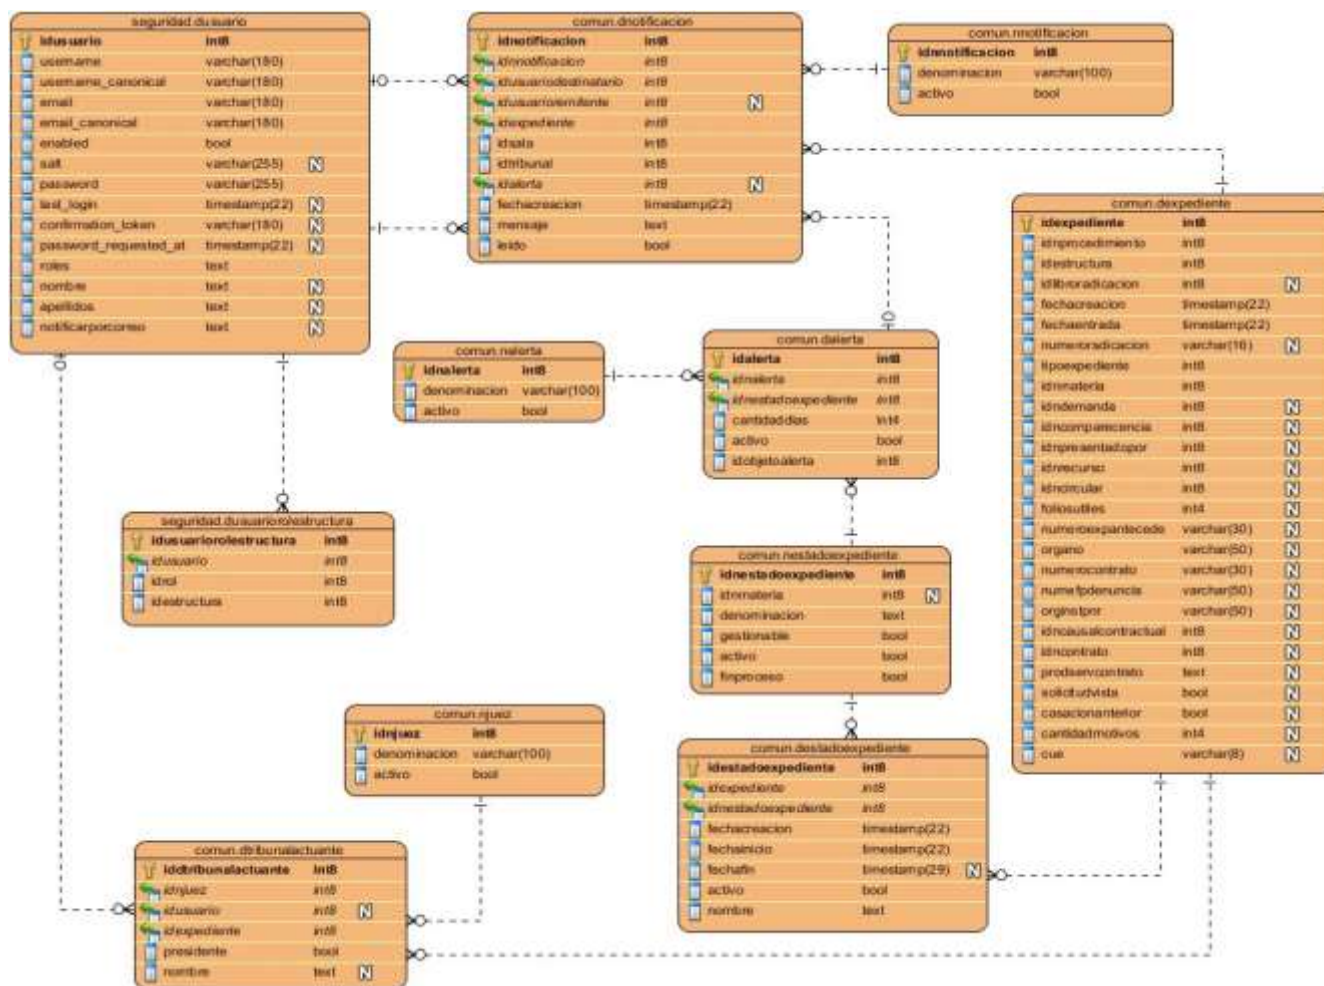 seguridad.dusuario
idusuario int8
username varchar(180)
username_canonical varchar(180)
email varchar(180)
email_canonical varchar(180)
enabled bool
salt varchar(255) N
password varchar(255)
last_login timestamp(22) N
confirmation_token varchar(180) N
password_requested_at timestamp(22) N
roles text
nombre text N
apellidos text N
notificarporcorreo text N
comun.dnotificacion
idnotificacion int8
idnnotificacion int8
idusuariodestinatario int8
idusuarioremitente int8 N
idexpediente int8
idsala int8
idtribunal int8
idalerta int8 N
fechacreacion timestamp(22)
mensaje text
leido bool
comun.nnotificacion
idnnotificacion int8
denominacion varchar(100)
activo bool
comun.dexpediente
idexpediente int8
idnprocedimiento int8
idestructura int8
idlibroradicacion int8 N
fechacreacion timestamp(22)
fechaentrada timestamp(22)
numeroradicacion varchar(16) N
tipoexpediente int8
idnmateria int8
idndemanda int8 N
idncomparecencia int8 N
idnpresentadopor int8 N
idnrecurso int8 N
idncircular int8 N
foliosutiles int4 N
numeroexpantecede varchar(30) N
organo varchar(50) N
numerocontrato varchar(30) N
numefpdenuncia varchar(50) N
orginstpor varchar(50) N
idncausalcontractual int8 N
idncontrato int8 N
prodservcontrato text N
solicitudvista bool N
casacionanterior bool N
cantidadmotivos int4 N
cue varchar(8) N
comun.nalerta
idnalerta int8
denominacion varchar(100)
activo bool
comun.dalerta
idalerta int8
idnalerta int8
idnestadoexpediente int8
cantidaddias int4
activo bool
idobjetoalerta int8
seguridad.dusuariorolestructura
idusuariorolestructura int8
idusuario int8
idrol int8
idestructura int8
comun.nestadoexpediente
idnestadoexpediente int8
idnmateria int8 N
denominacion text
gestionable bool
activo bool
finproceso bool
comun.njuez
idnjuez int8
denominacion varchar(100)
activo bool
comun.destadoexpediente
idestadoexpediente int8
idexpediente int8
idnestadoexpediente int8
fechacreacion timestamp(22)
fechainicio timestamp(22)
fechafin timestamp(29) N
activo bool
nombre text
comun.dtribunalactuante
iddtribunalactuante int8
idnjuez int8
idusuario int8 N
idexpediente int8
presidente bool
nombre text N